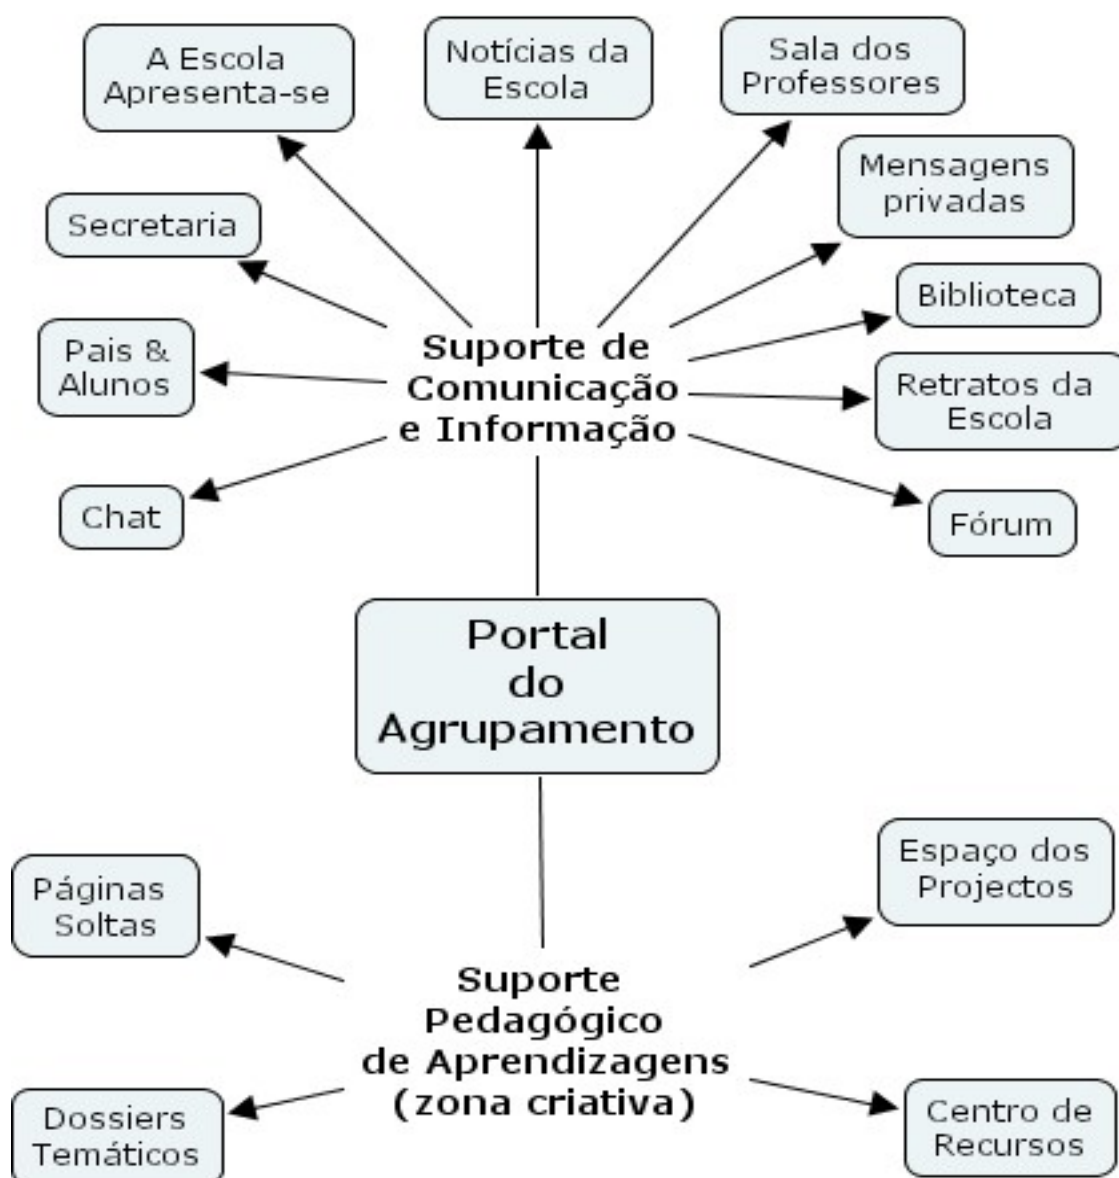 A Escola
Apresenta-se
Notícias da
Escola
Sala dos
Professores
Mensagens
privadas
Secretaria
Biblioteca
Pais &
Alunos
Suporte de
Comunicação
e Informação
Retratos da
Escola
Chat
Fórum
Portal
do
Agrupamento
Páginas
Soltas
Espaço dos
Projectos
Suporte
Pedagógico
de Aprendizagens
(zona criativa)
Dossiers
Temáticos
Centro de
Recursos